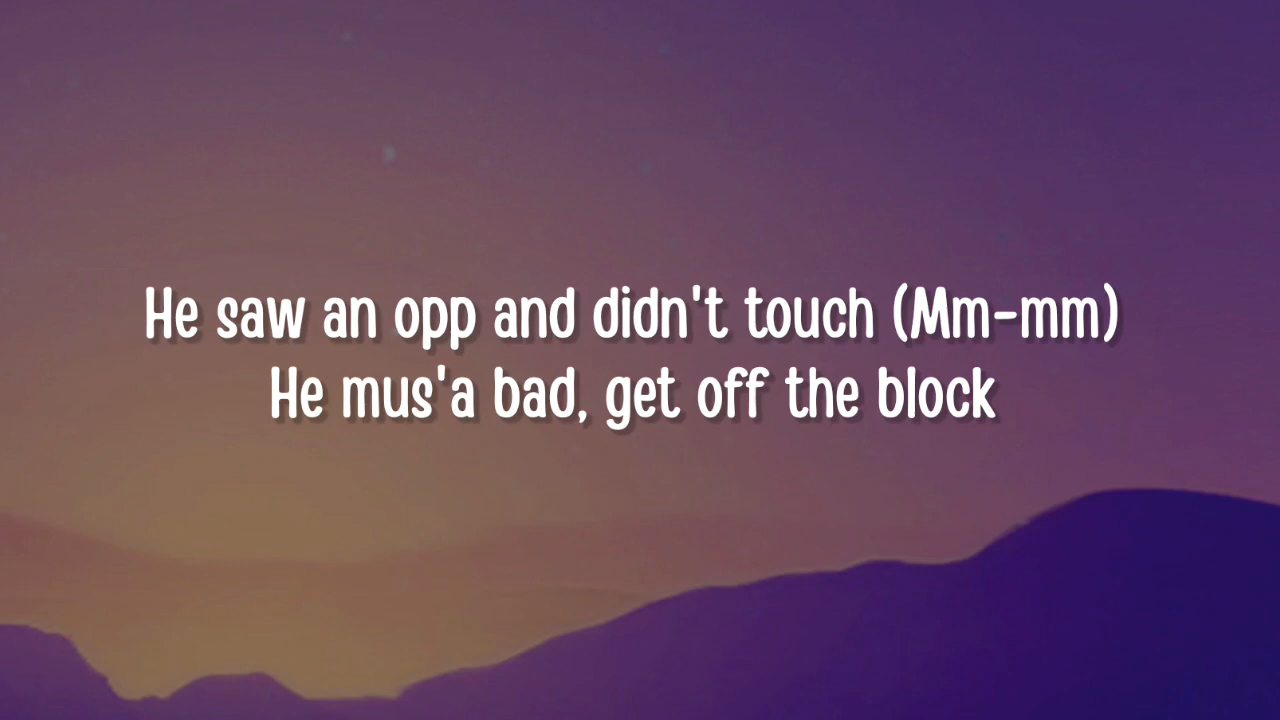 He saw an opp and didn't touch (Mm-mm)
He mus'a bad, get off the block